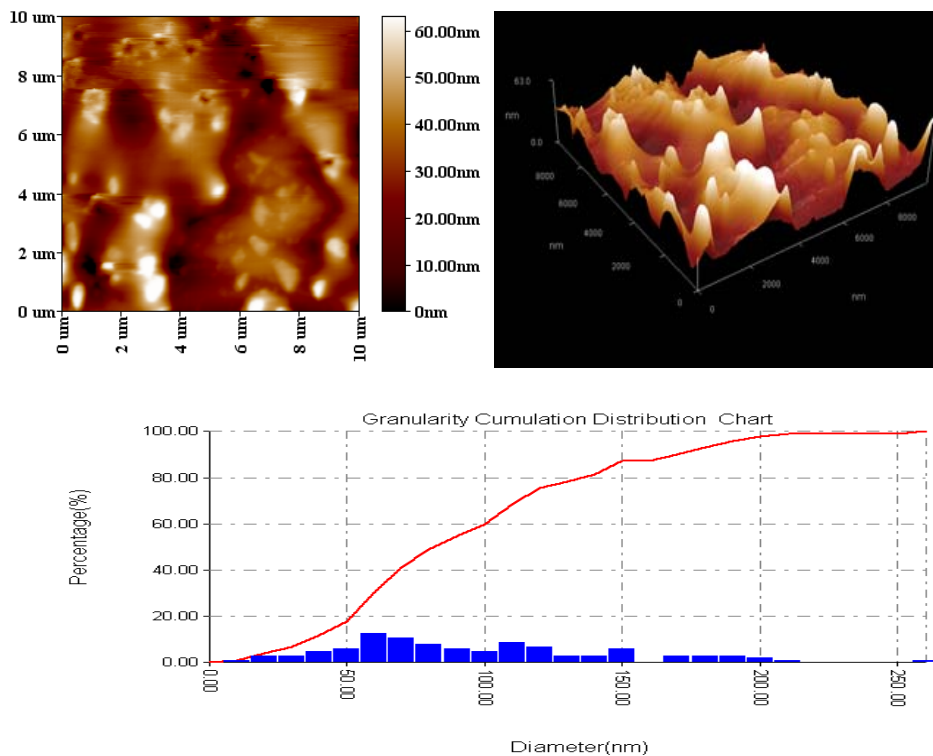 10 um
8 um
6 um
4 um
2 um
0 um
0 um
2 um
4 um
6 um
8 um
10 um
60.00nm
50.00nm
40.00nm
30.00nm
20.00nm
10.00nm
0nm
63.0
nm
0.0
8000
6000
4000
nm
2000
0
0
2000
4000
nm
6000
8000
Granularity Cumulation Distribution Chart
100.00
80.00
60.00
40.00
20.00
0.00
Percentage(%)
0.00
50.00
100.00
150.00
200.00
250.00
Diameter(nm)